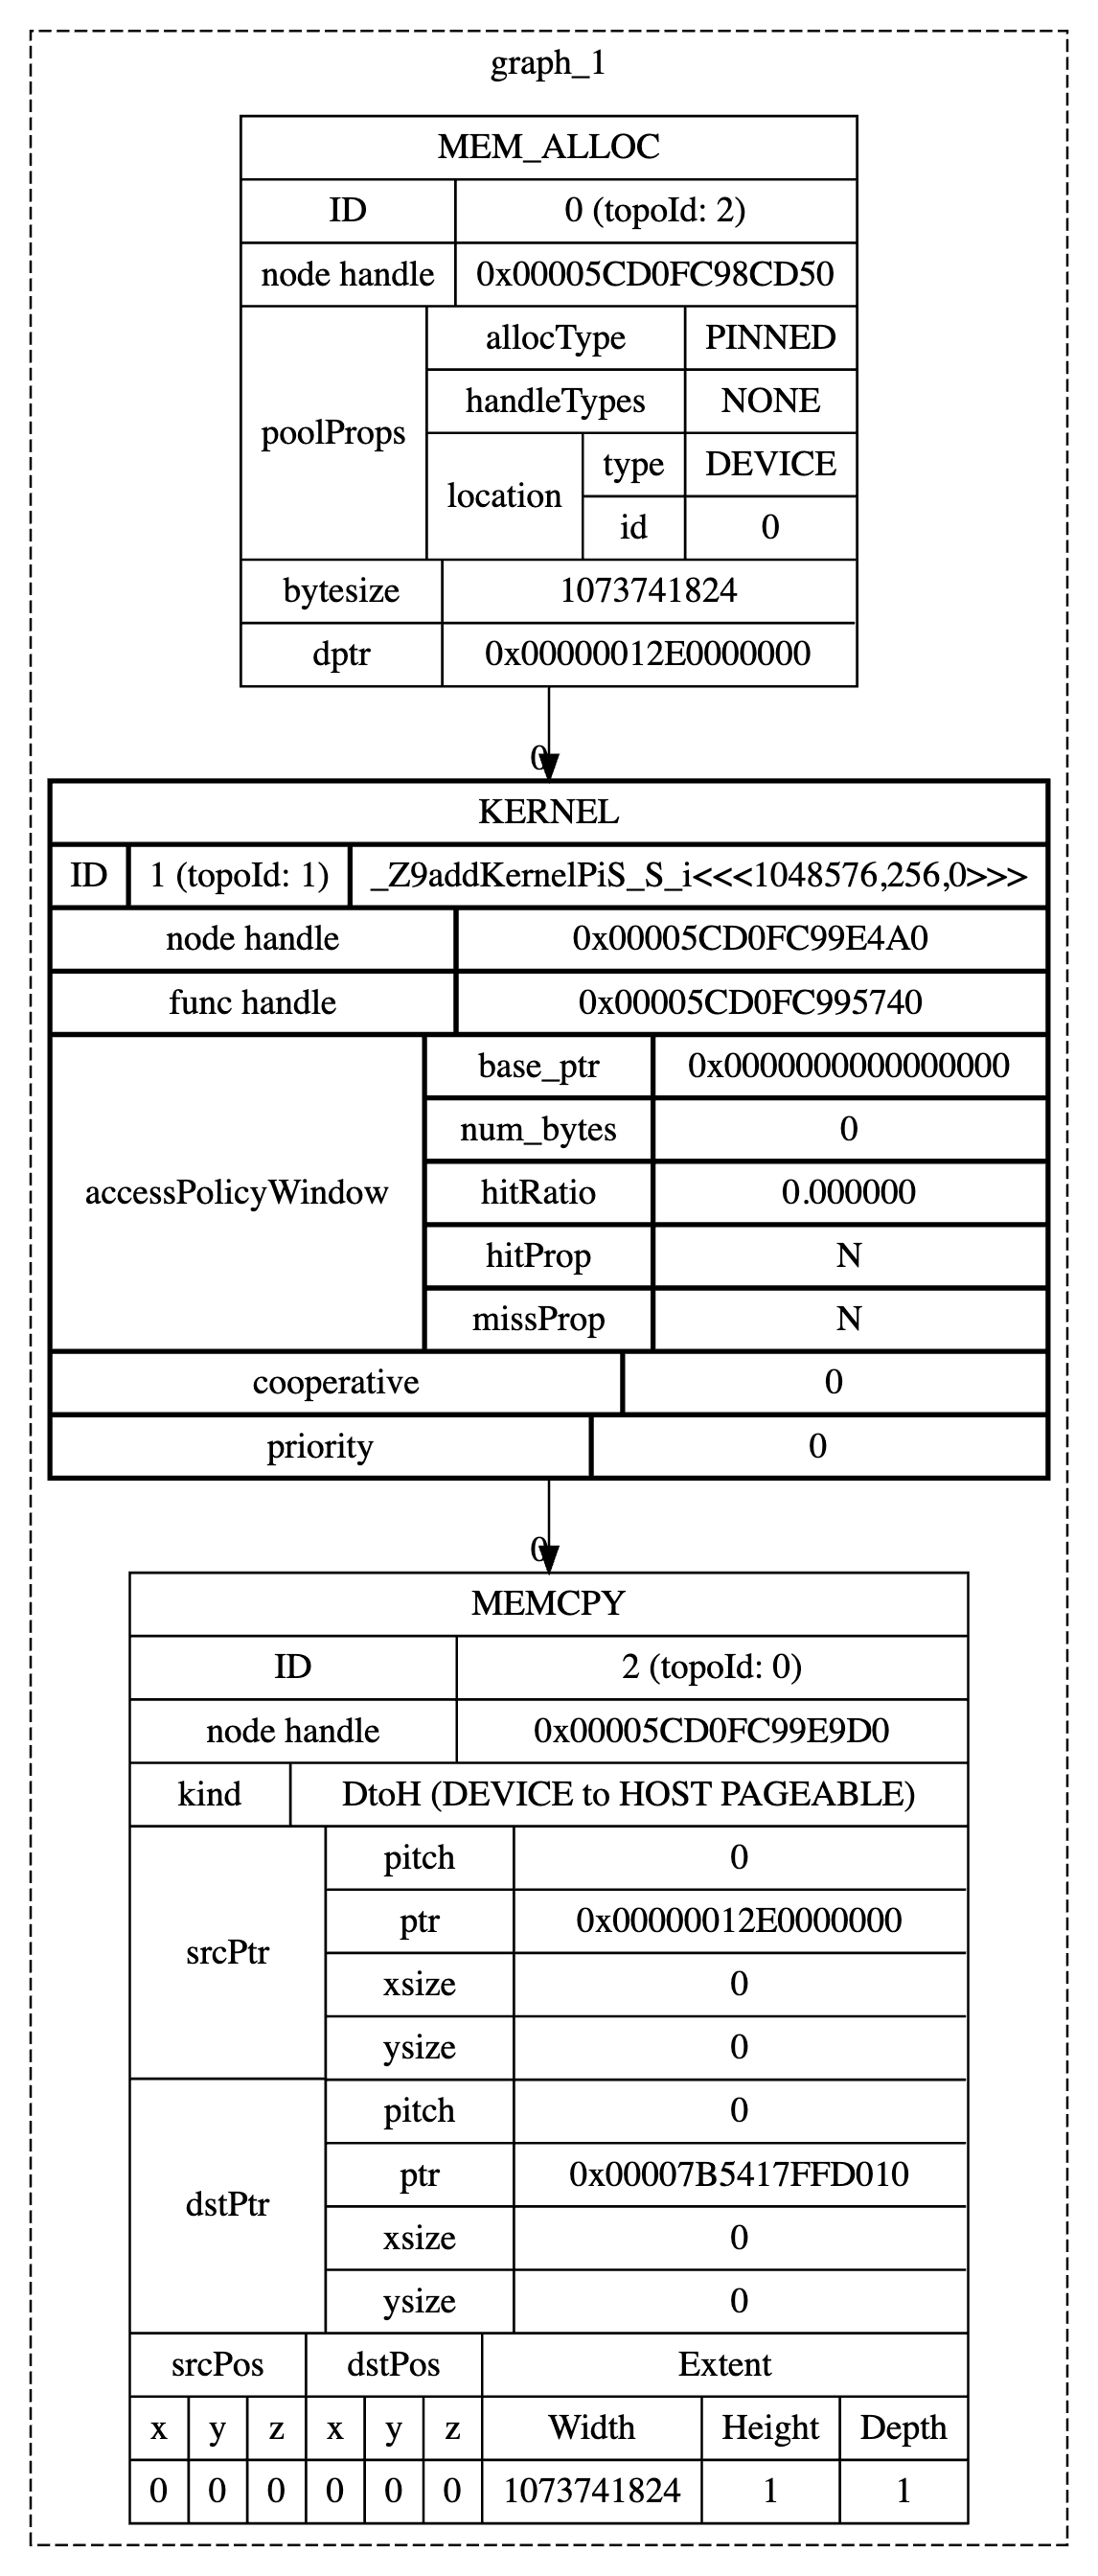 graph_1
MEM_ALLOC
ID 0 (topoId: 2)
node handle 0x00005CD0FC98CD50
poolProps allocType PINNED
handleTypes NONE
location type DEVICE
id 0
bytesize 1073741824
dptr 0x00000012E0000000
0
KERNEL
ID 1 (topoId: 1) _Z9addKernelPiS_S_i<<<1048576,256,0>>>
node handle 0x00005CD0FC99E4A0
func handle 0x00005CD0FC995740
accessPolicyWindow base_ptr 0x0000000000000000
num_bytes 0
hitRatio 0.000000
hitProp N
missProp N
cooperative 0
priority 0
0
MEMCPY
ID 2 (topoId: 0)
node handle 0x00005CD0FC99E9D0
kind DtoH (DEVICE to HOST PAGEABLE)
srcPtr pitch 0
ptr 0x00000012E0000000
xsize 0
ysize 0
dstPtr pitch 0
ptr 0x00007B5417FFD010
xsize 0
ysize 0
srcPos dstPos Extent
x y z x y z Width Height Depth
0 0 0 0 0 0 1073741824 1 1